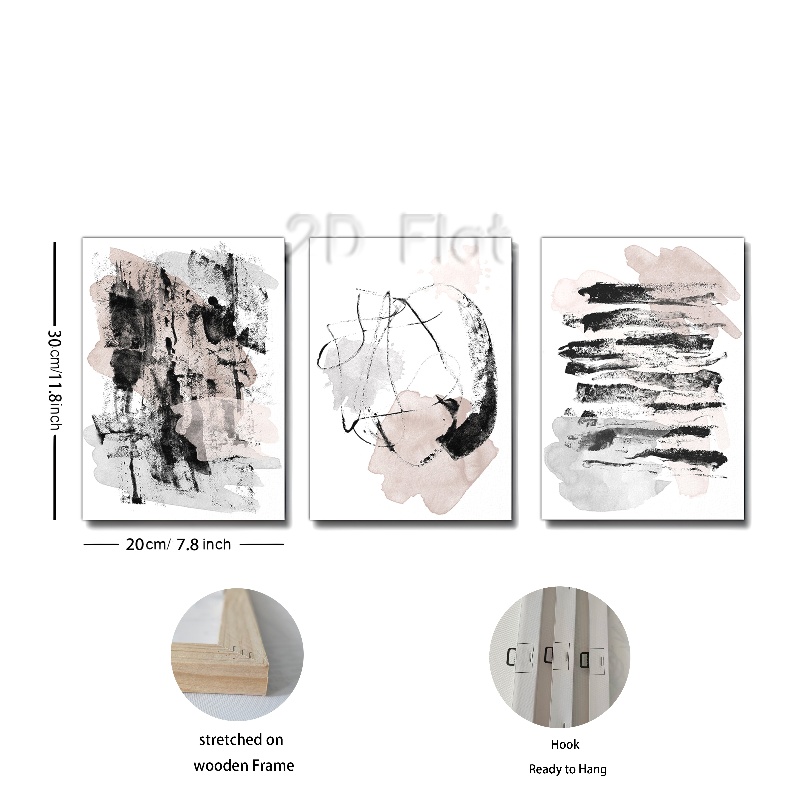 2D Flat
30cm/11.8inch
20cm/ 7.8 inch
stretched on
wooden Frame
Hook
Ready to Hang